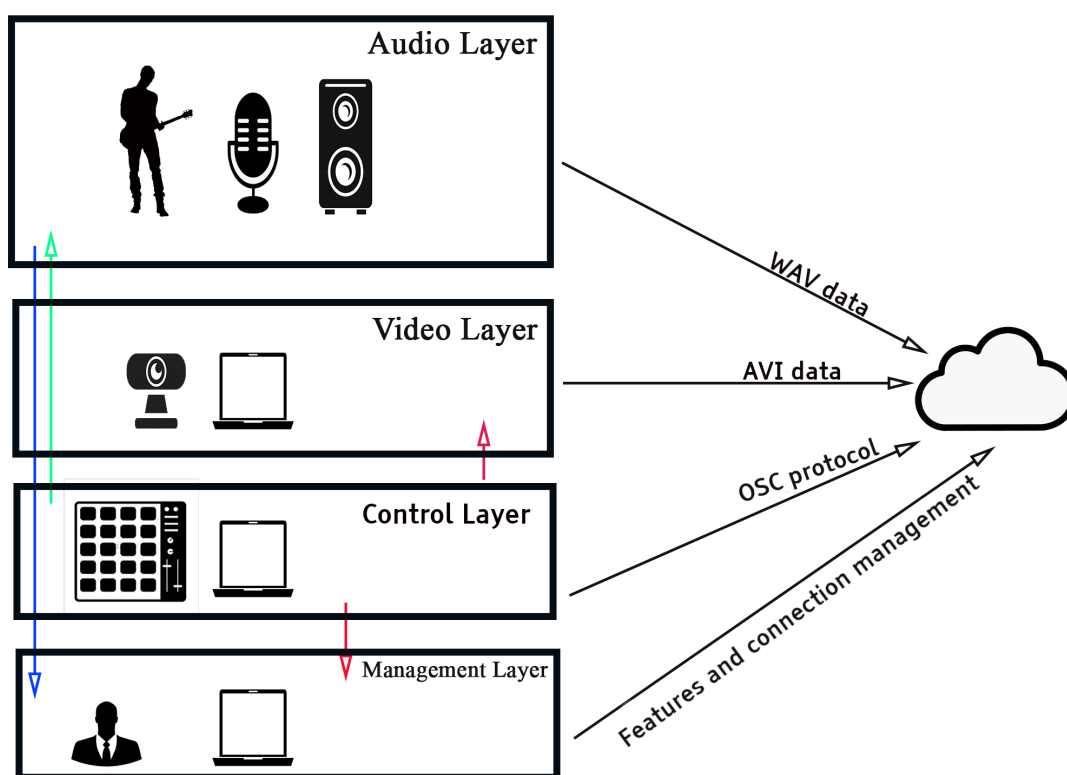 Audio Layer
WAV data
Video Layer
AVI data
Control Layer
OSC protocol
Management Layer
Features and connection management